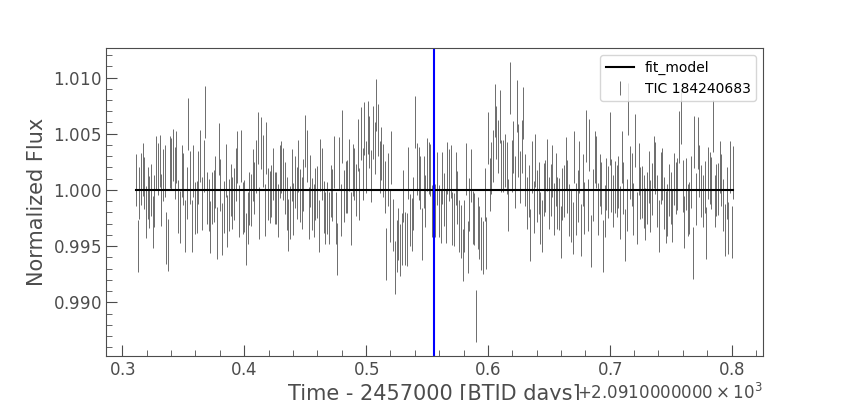 fit_model
TIC 184240683
Normalized Flux
1.010
1.005
1.000
0.995
0.990
0.3
0.4
0.5
0.6
0.7
0.8
Time - 2457000 [BTJD days]
+2.0910000000 × 10³